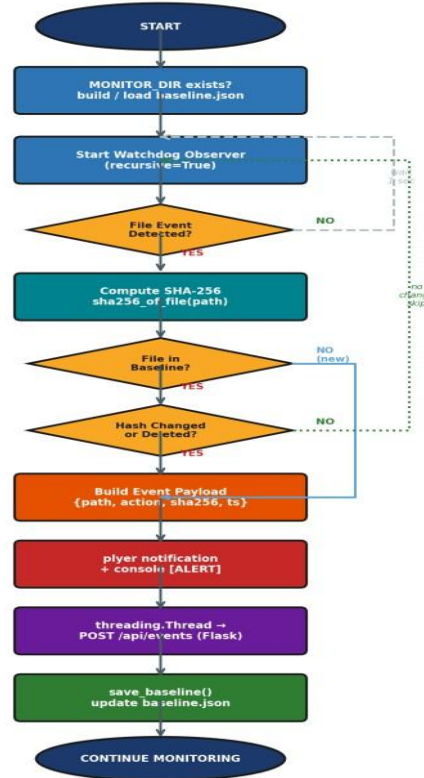 START
MONITOR_DIR exists?
build / load baseline.json
Start Watchdog Observer
(recursive=True)
File Event
Detected?
NO
YES
Compute SHA-256
sha256_of_file(path)
File in
Baseline?
NO
(new)
YES
Hash Changed
or Deleted?
NO
YES
no
skip
Build Event Payload
{path, action, sha256, ts}
plyer notification
+ console [ALERT]
threading.Thread →
POST /api/events (Flask)
save_baseline()
update baseline.json
CONTINUE MONITORING